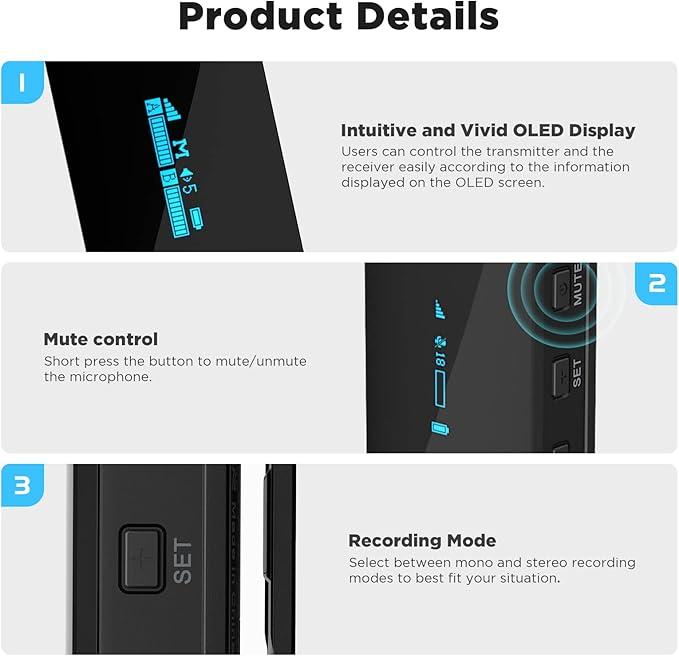 Product Details
1
A
M
B
5
Intuitive and Vivid OLED Display
Users can control the transmitter and the
receiver easily according to the information
displayed on the OLED screen.
2
MUTE
18
SET
Mute control
Short press the button to mute/unmute
the microphone.
3
SET
Made in China
Recording Mode
Select between mono and stereo recording
modes to best fit your situation.